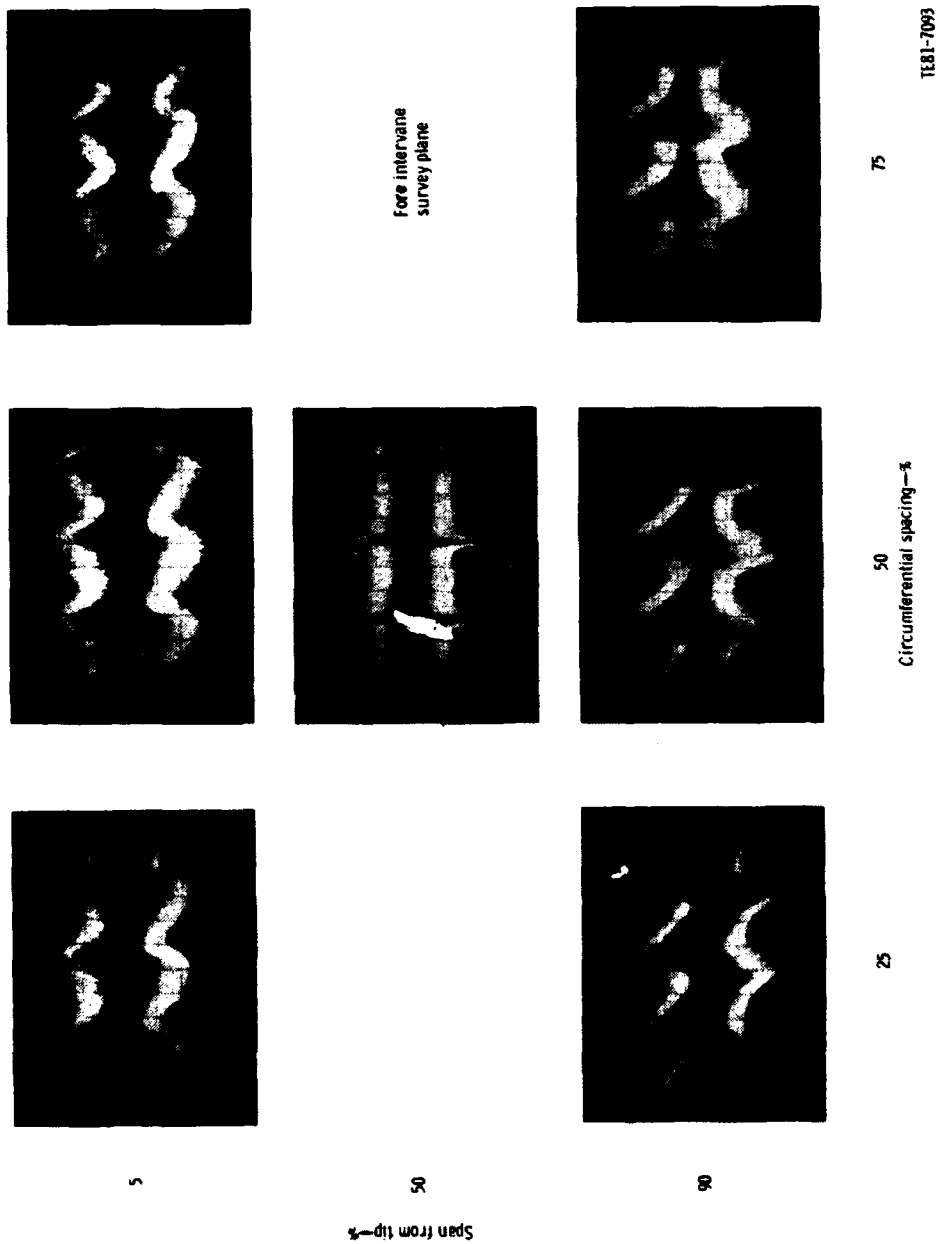 Span from tip—%
5
50
90
Fore intervane
survey plane
25
50
75
Circumferential spacing—%
TE81-7093